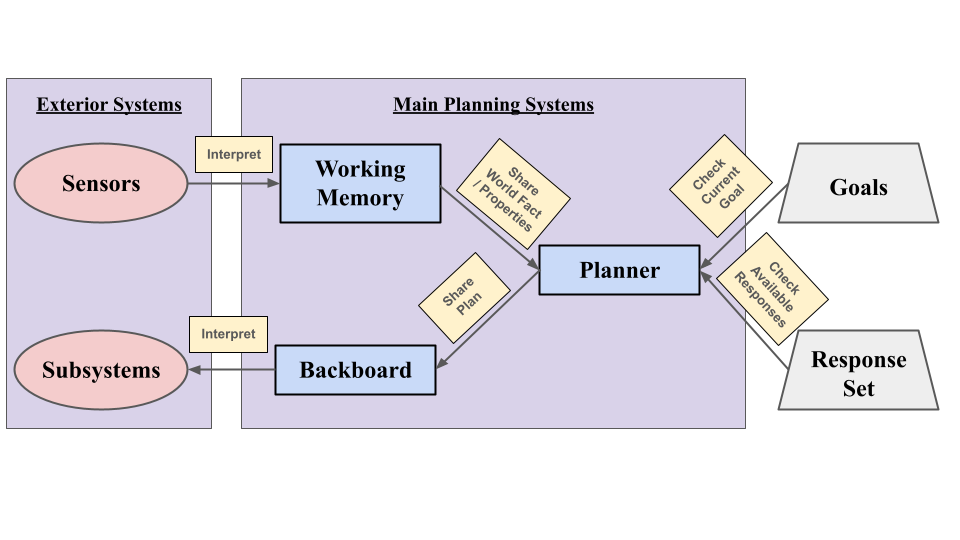 Exterior Systems
Main Planning Systems
Interpret
Sensors
Working
Memory
Share
World Fact
/ Properties
Check
Current
Goal
Goals
Planner
Share
Plan
Check
Available
Responses
Interpret
Subsystems
Backboard
Response
Set